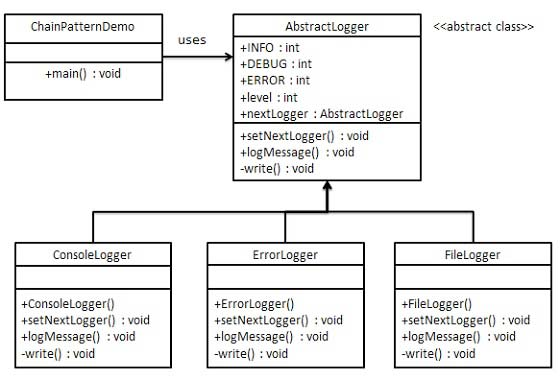 ChainPatternDemo
+main() : void
uses
AbstractLogger
<<abstract class>>
+INFO : int
+DEBUG : int
+ERROR : int
+level : int
+nextLogger : AbstractLogger
+setNextLogger() : void
+logMessage() : void
-write() : void
ConsoleLogger
+ConsoleLogger()
+setNextLogger() : void
+logMessage() : void
-write() : void
ErrorLogger
+ErrorLogger()
+setNextLogger() : void
+logMessage() : void
-write() : void
FileLogger
+FileLogger()
+setNextLogger() : void
+logMessage() : void
-write() : void